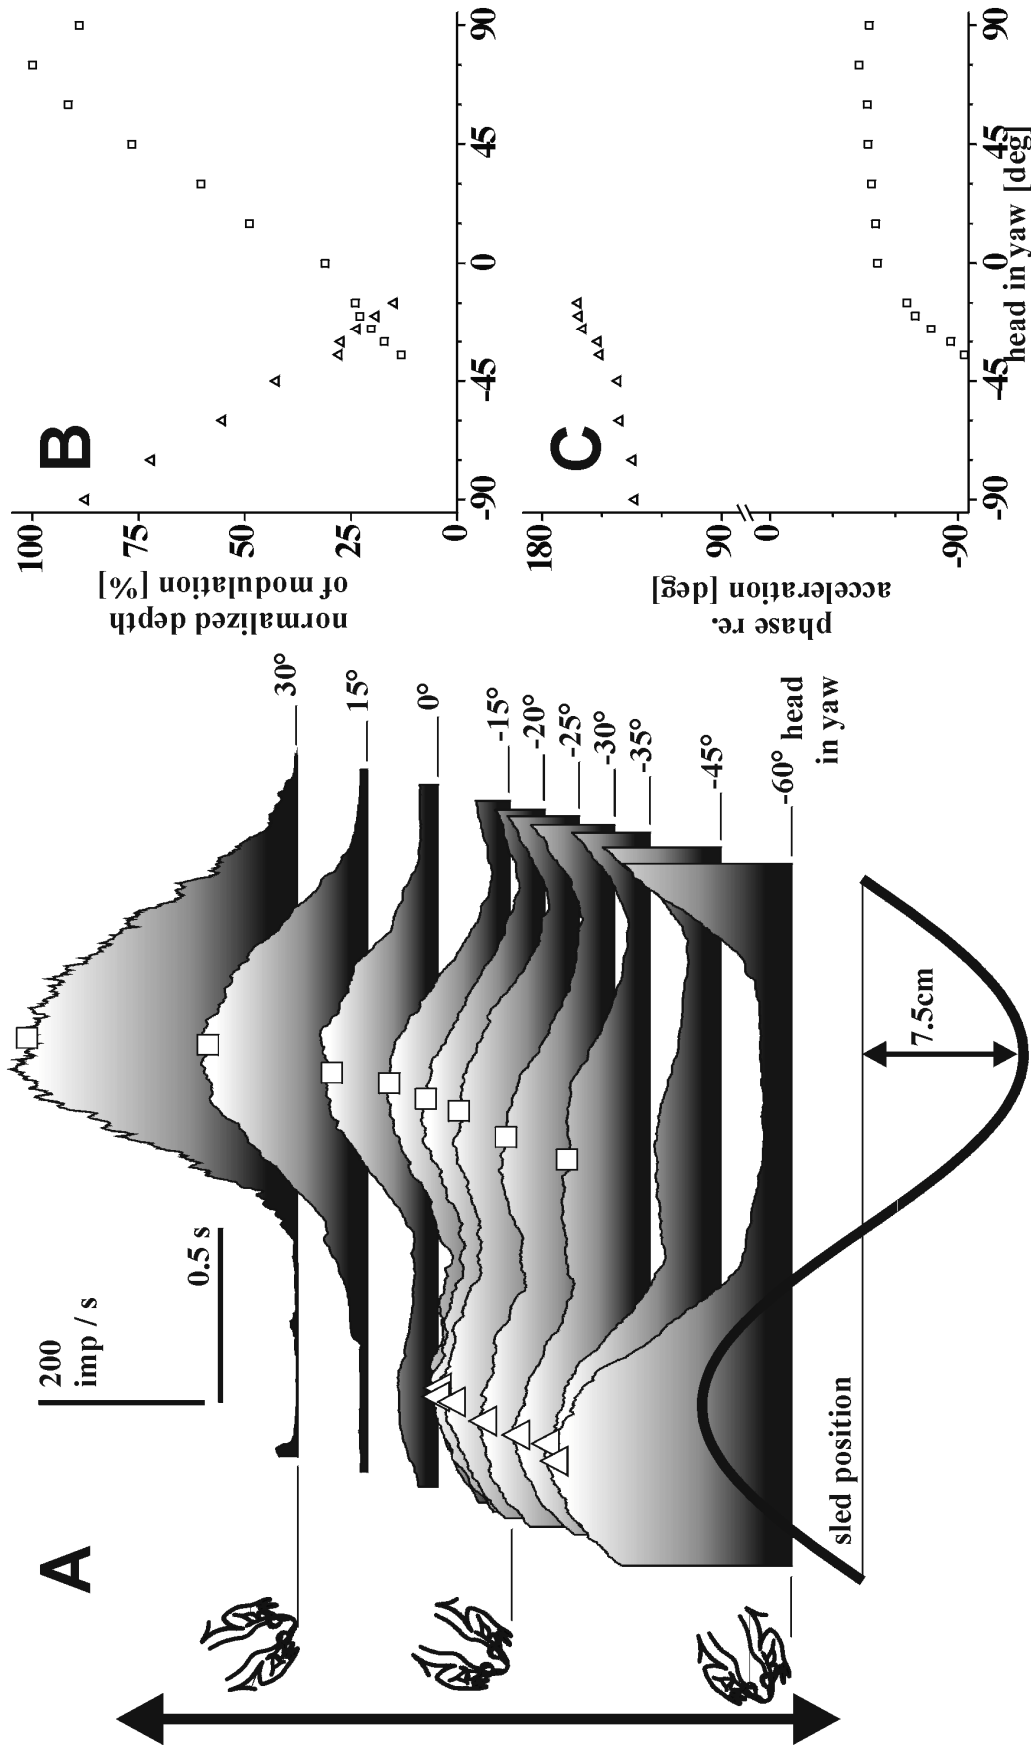 A
200
imp / s
0.5 s
30°
15°
0°
-15°
-20°
-25°
-30°
-35°
-45°
-60° head
in yaw
sled position
7.5cm
B
normalized depth
of modulation [%]
100
75
50
25
0
-90
-45
0
45
90
C
phase re.
acceleration [deg]
180
90
0
-90
-90
-45
0
45
90
head in yaw [deg]